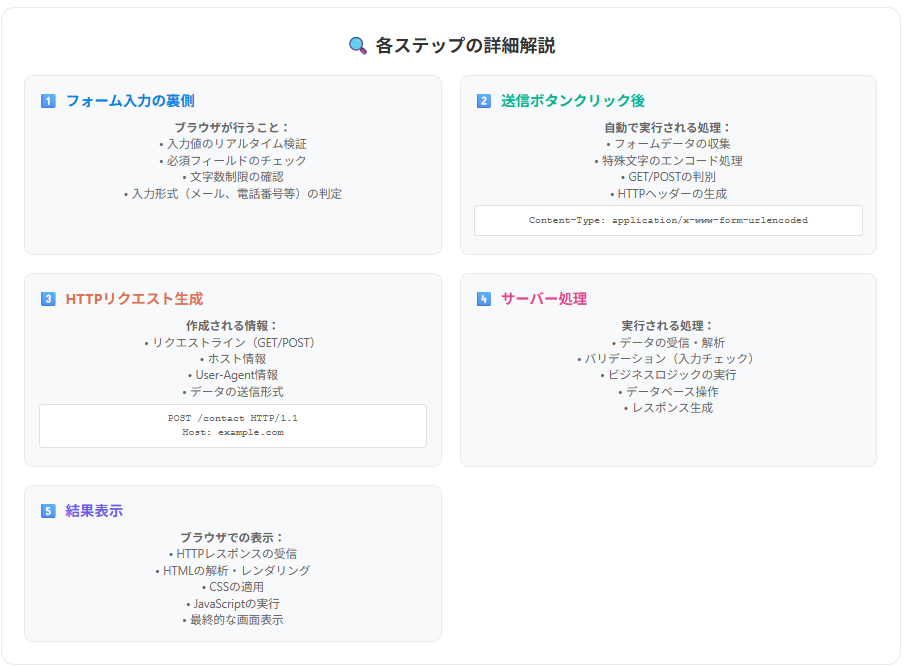 🔍 各ステップの詳細解説
1 フォーム入力の裏側
ブラウザが行うこと：
• 入力値のリアルタイム検証
• 必須フィールドのチェック
• 文字数制限の確認
• 入力形式（メール、電話番号等）の判定
2 送信ボタンクリック後
自動で実行される処理：
• フォームデータの収集
• 特殊文字のエンコード処理
• GET/POSTの判別
• HTTPヘッダーの生成
Content-Type: application/x-www-form-urlencoded
3 HTTPリクエスト生成
作成される情報：
• リクエストライン（GET/POST）
• ホスト情報
• User-Agent情報
• データの送信形式
POST /contact HTTP/1.1
Host: example.com
4 サーバー処理
実行される処理：
• データの受信・解析
• バリデーション（入力チェック）
• ビジネスロジックの実行
• データベース操作
• レスポンス生成
5 結果表示
ブラウザでの表示：
• HTTPレスポンスの受信
• HTMLの解析・レンダリング
• CSSの適用
• JavaScriptの実行
• 最終的な画面表示